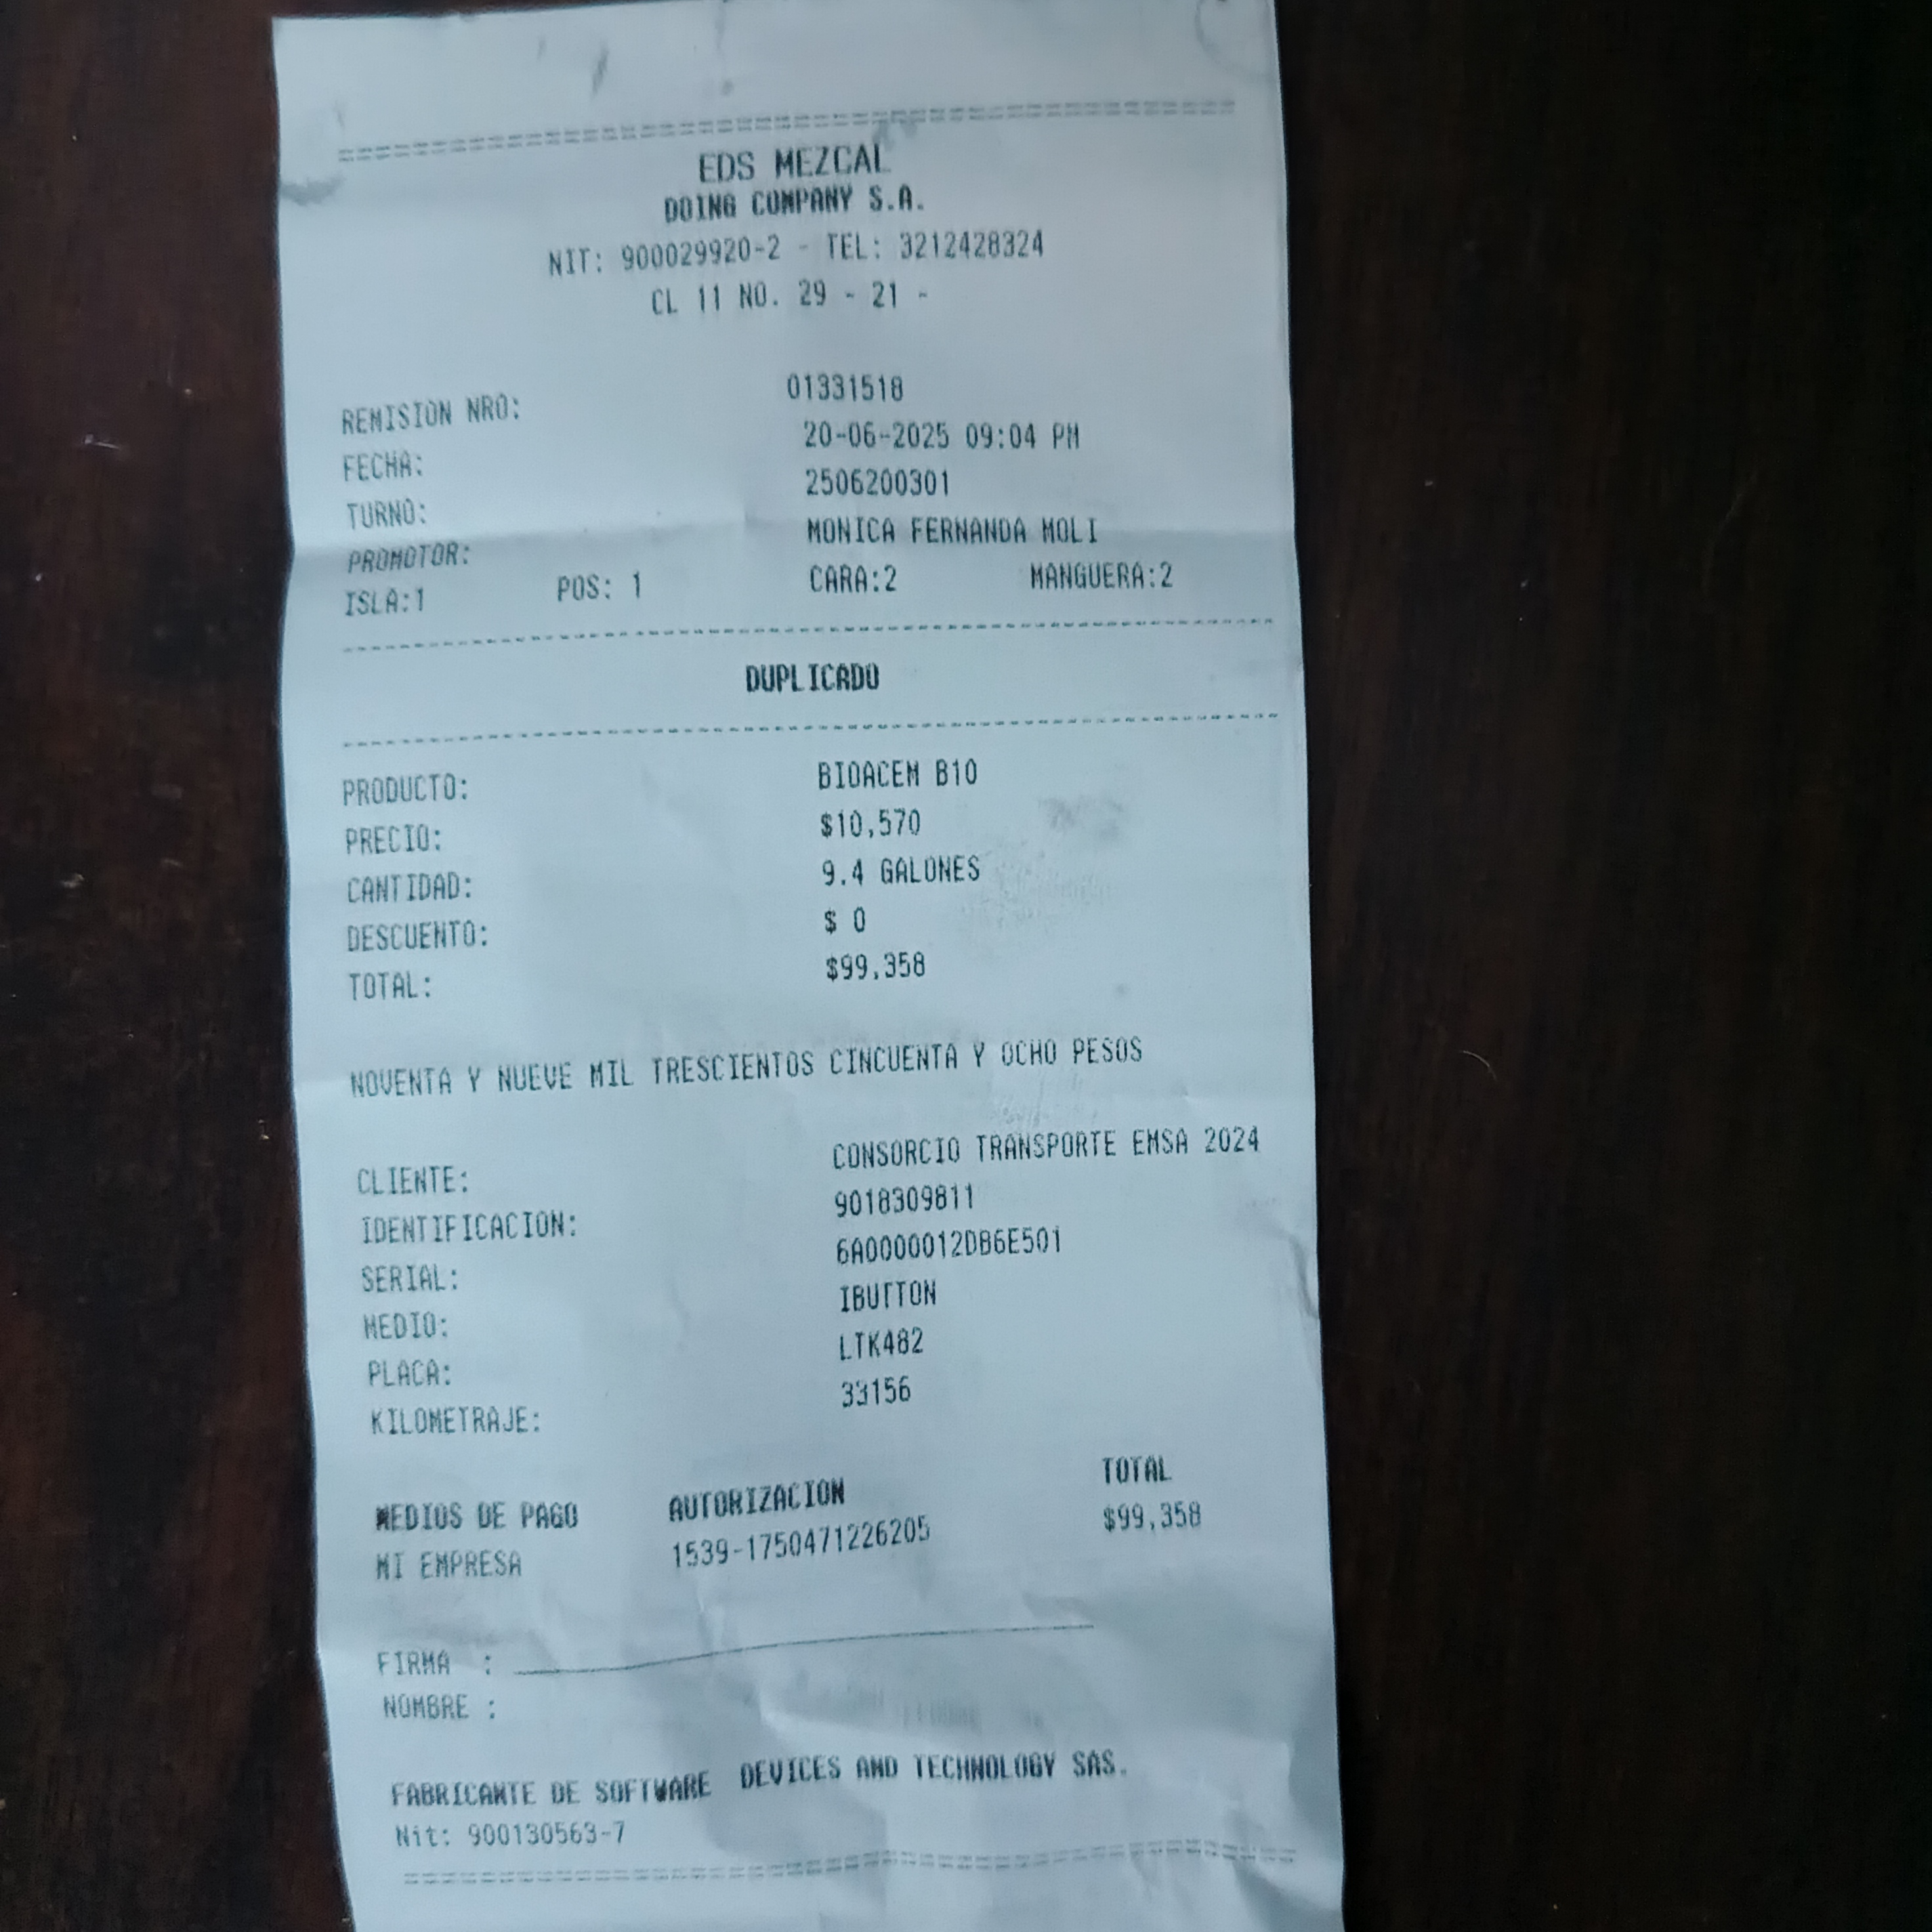 EDS MEZCAL
DOING COMPANY S.A.
NIT: 900029920-2 - TEL: 3212428324
CL 11 NO. 29 - 21 -
REMISION NRO: 01331518
FECHA: 20-06-2025 09:04 PM
TURNO: 2506200301
PROMOTOR: MONICA FERNANDA MOLI
ISLA:1 POS: 1 CARA:2 MANGUERA:2
DUPLICADO
PRODUCTO: BIOACEM B10
PRECIO: $10,570
CANTIDAD: 9.4 GALONES
DESCUENTO: $ 0
TOTAL: $99,358
NOVENTA Y NUEVE MIL TRESCIENTOS CINCUENTA Y OCHO PESOS
CLIENTE: CONSORCIO TRANSPORTE EMSA 2024
IDENTIFICACION: 9018309811
SERIAL: 6A0000012DB6E501
MEDIO: IBUTTON
PLACA: LTK482
KILOMETRAJE: 33156
MEDIOS DE PAGO AUTORIZACION TOTAL
MI EMPRESA 1539-1750471226205 $99,358
FIRMA :
NOMBRE :
FABRICANTE DE SOFTWARE DEVICES AND TECHNOLOGY SAS.
Nit: 900130563-7